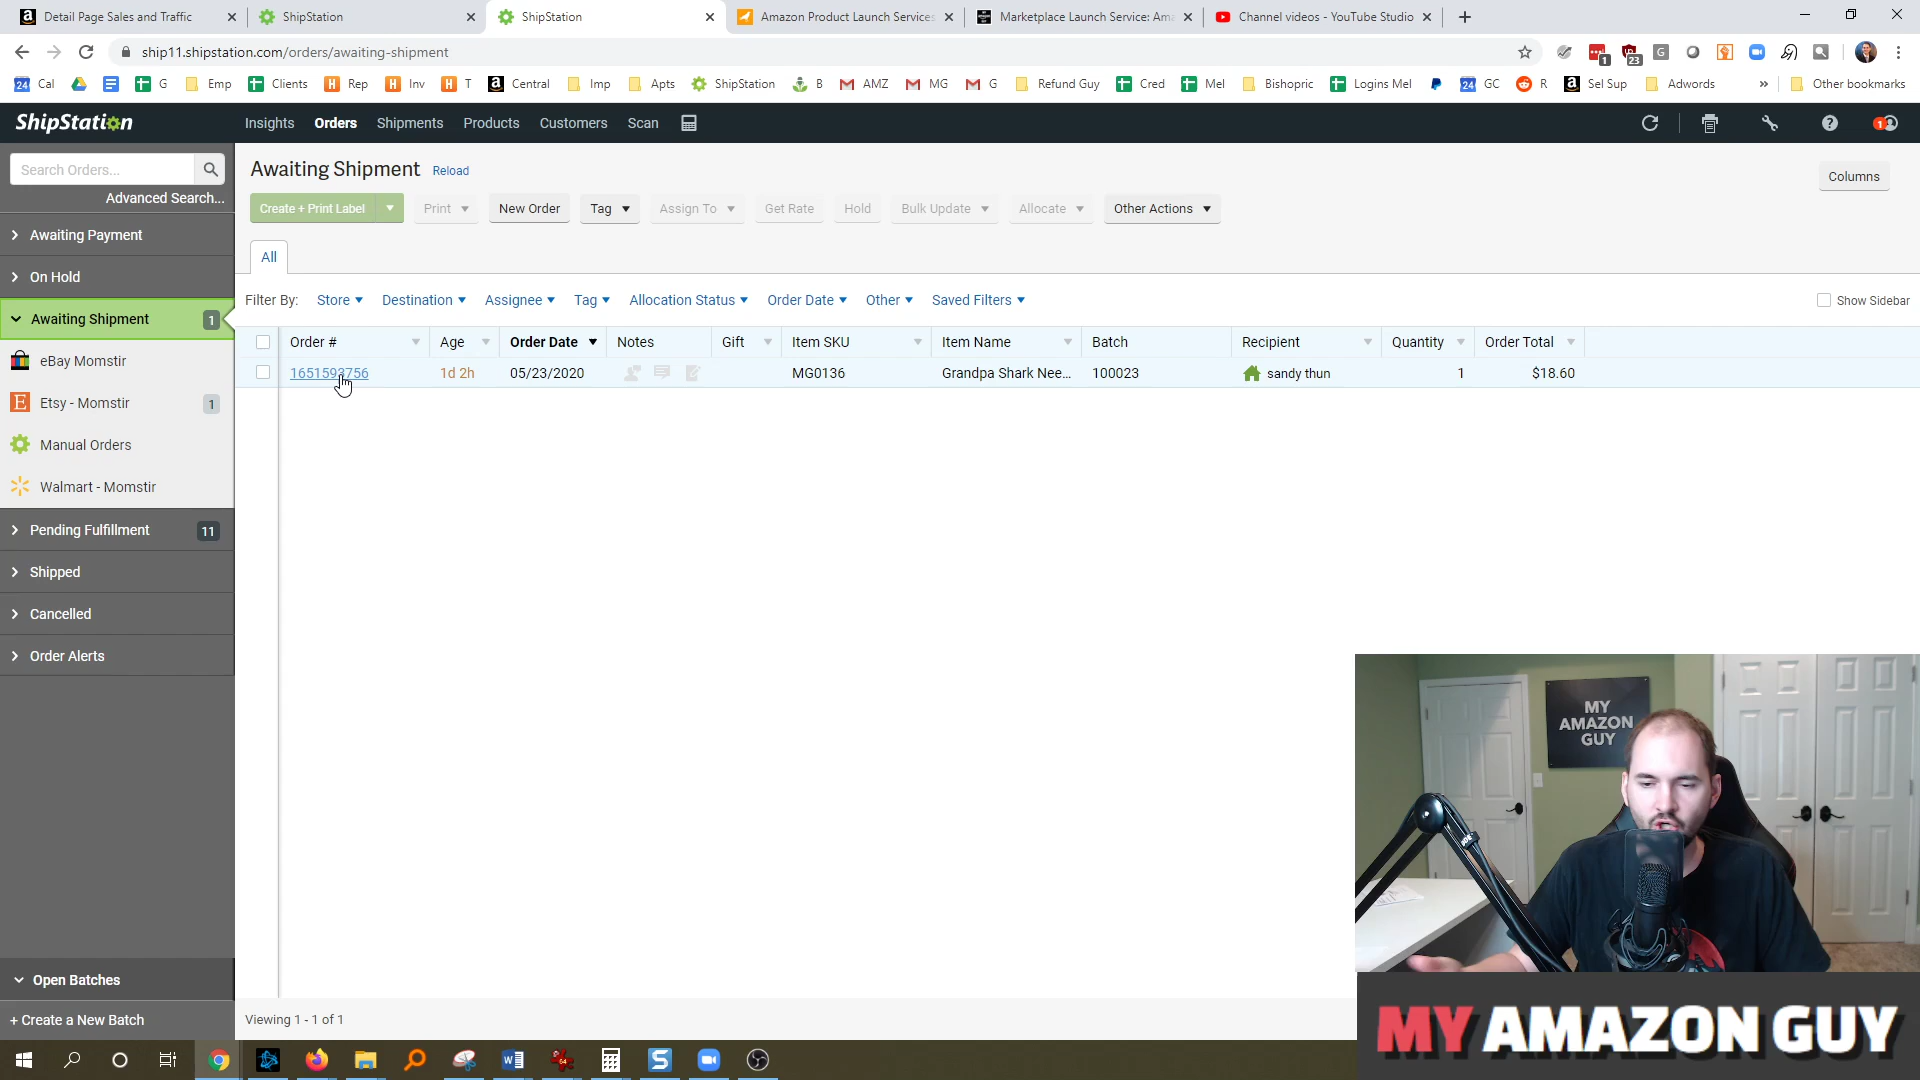 Detail Page Sales and Traffic
ShipStation
ShipStation
Amazon Product Launch Services
Marketplace Launch Service: Am
Channel videos - YouTube Studio
ship11.shipstation.com/orders/awaiting-shipment
1
23
G
24 Cal
G
Emp
Clients
Rep
Inv
T
Central
Imp
Apts
ShipStation
B
AMZ
MG
G
Refund Guy
Cred
Mel
Bishopric
Logins Mel
24 GC
R
Sel Sup
Adwords
»
Other bookmarks
ShipStation
Insights
Orders
Shipments
Products
Customers
Scan
1
Search Orders...
Advanced Search...
Awaiting Payment
On Hold
Awaiting Shipment 1
eBay Momstir
Etsy - Momstir 1
Manual Orders
Walmart - Momstir
Pending Fulfillment 11
Shipped
Cancelled
Order Alerts
Open Batches
+ Create a New Batch
Awaiting Shipment Reload
Columns
Create + Print Label
Print
New Order
Tag
Assign To
Get Rate
Hold
Bulk Update
Allocate
Other Actions
All
Filter By: Store Destination Assignee Tag Allocation Status Order Date Other Saved Filters
Show Sidebar
Order # Age Order Date Notes Gift Item SKU Item Name Batch Recipient Quantity Order Total
1651593756 1d 2h 05/23/2020 MG0136 Grandpa Shark Nee... 100023 sandy thun 1 $18.60
Viewing 1 - 1 of 1
MY
AMAZON
GUY
MY AMAZON GUY